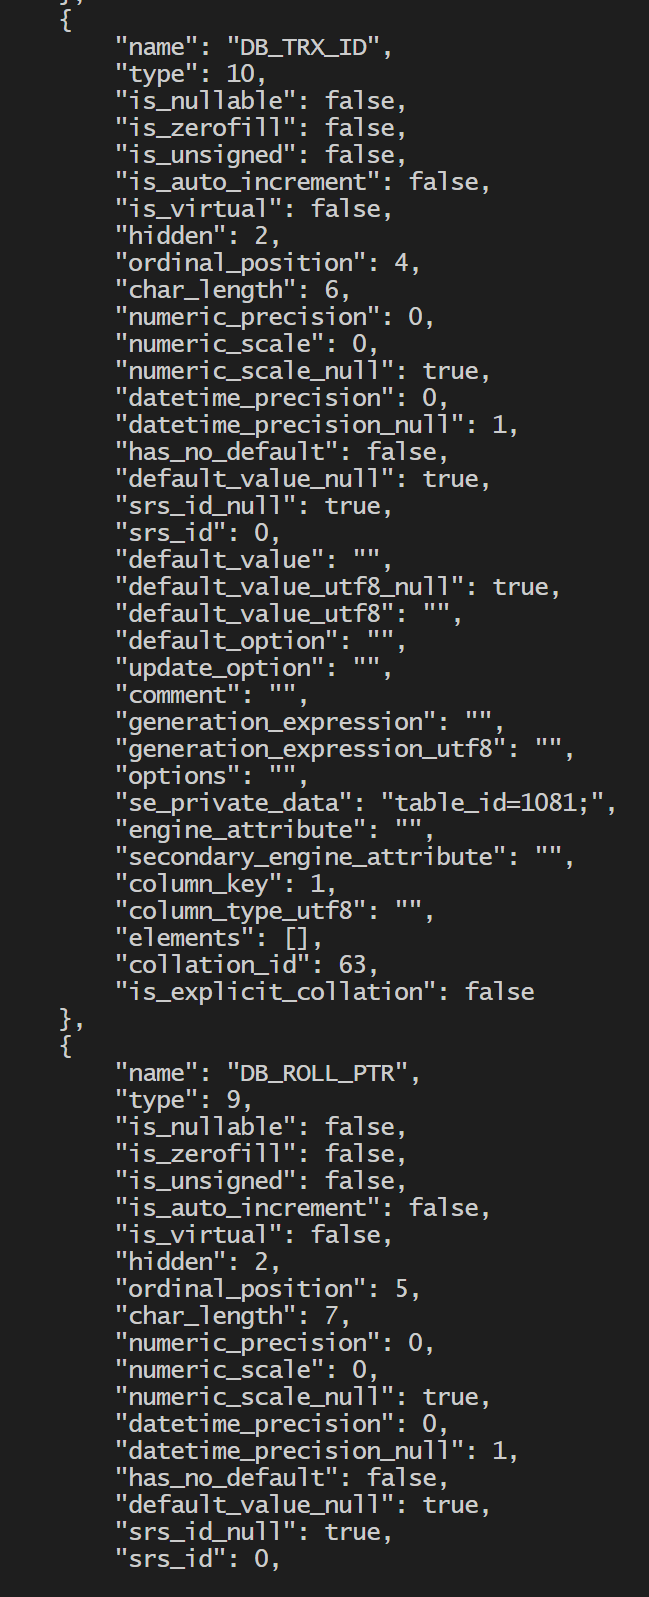 },
{
"name": "DB_TRX_ID",
"type": 10,
"is_nullable": false,
"is_zerofill": false,
"is_unsigned": false,
"is_auto_increment": false,
"is_virtual": false,
"hidden": 2,
"ordinal_position": 4,
"char_length": 6,
"numeric_precision": 0,
"numeric_scale": 0,
"numeric_scale_null": true,
"datetime_precision": 0,
"datetime_precision_null": 1,
"has_no_default": false,
"default_value_null": true,
"srs_id_null": true,
"srs_id": 0,
"default_value": "",
"default_value_utf8_null": true,
"default_value_utf8": "",
"default_option": "",
"update_option": "",
"comment": "",
"generation_expression": "",
"generation_expression_utf8": "",
"options": "",
"se_private_data": "table_id=1081;",
"engine_attribute": "",
"secondary_engine_attribute": "",
"column_key": 1,
"column_type_utf8": "",
"elements": [],
"collation_id": 63,
"is_explicit_collation": false
},
{
"name": "DB_ROLL_PTR",
"type": 9,
"is_nullable": false,
"is_zerofill": false,
"is_unsigned": false,
"is_auto_increment": false,
"is_virtual": false,
"hidden": 2,
"ordinal_position": 5,
"char_length": 7,
"numeric_precision": 0,
"numeric_scale": 0,
"numeric_scale_null": true,
"datetime_precision": 0,
"datetime_precision_null": 1,
"has_no_default": false,
"default_value_null": true,
"srs_id_null": true,
"srs_id": 0,